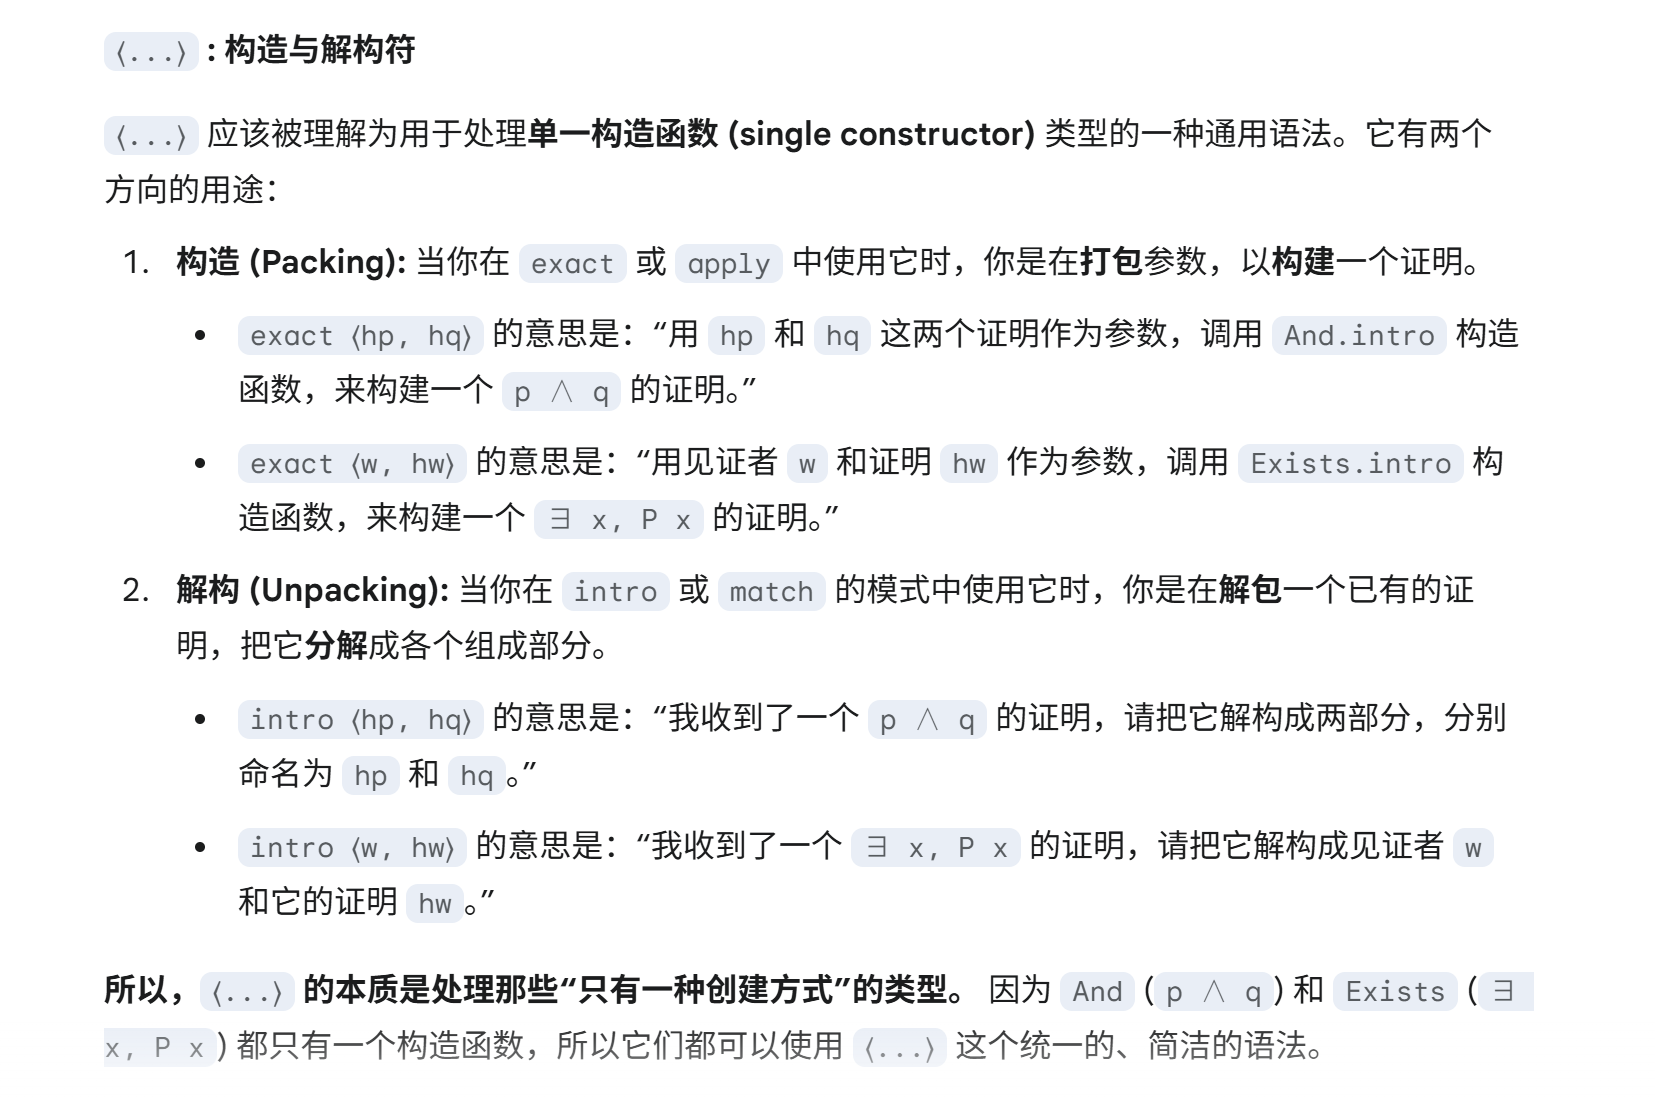 ⟨...⟩ : 构造与解构符
⟨...⟩ 应该被理解为用于处理单一构造函数 (single constructor) 类型的一种通用语法。它有两个
方向的用途：
1. 构造 (Packing): 当你在 exact 或 apply 中使用它时，你是在打包参数，以构建一个证明。
• exact ⟨hp, hq⟩ 的意思是：“用 hp 和 hq 这两个证明作为参数，调用 And.intro 构造
函数，来构建一个 p ∧ q 的证明。”
• exact ⟨w, hw⟩ 的意思是：“用见证者 w 和证明 hw 作为参数，调用 Exists.intro 构
造函数，来构建一个 ∃ x, P x 的证明。”
2. 解构 (Unpacking): 当你在 intro 或 match 的模式中使用它时，你是在解包一个已有的证
明，把它分解成各个组成部分。
• intro ⟨hp, hq⟩ 的意思是：“我收到了一个 p ∧ q 的证明，请把它解构成两部分，分别
命名为 hp 和 hq。”
• intro ⟨w, hw⟩ 的意思是：“我收到了一个 ∃ x, P x 的证明，请把它解构成见证者 w
和它的证明 hw。”
所以，⟨...⟩ 的本质是处理那些“只有一种创建方式”的类型。 因为 And (p ∧ q) 和 Exists (∃
x, P x) 都只有一个构造函数，所以它们都可以使用 ⟨...⟩ 这个统一的、简洁的语法。